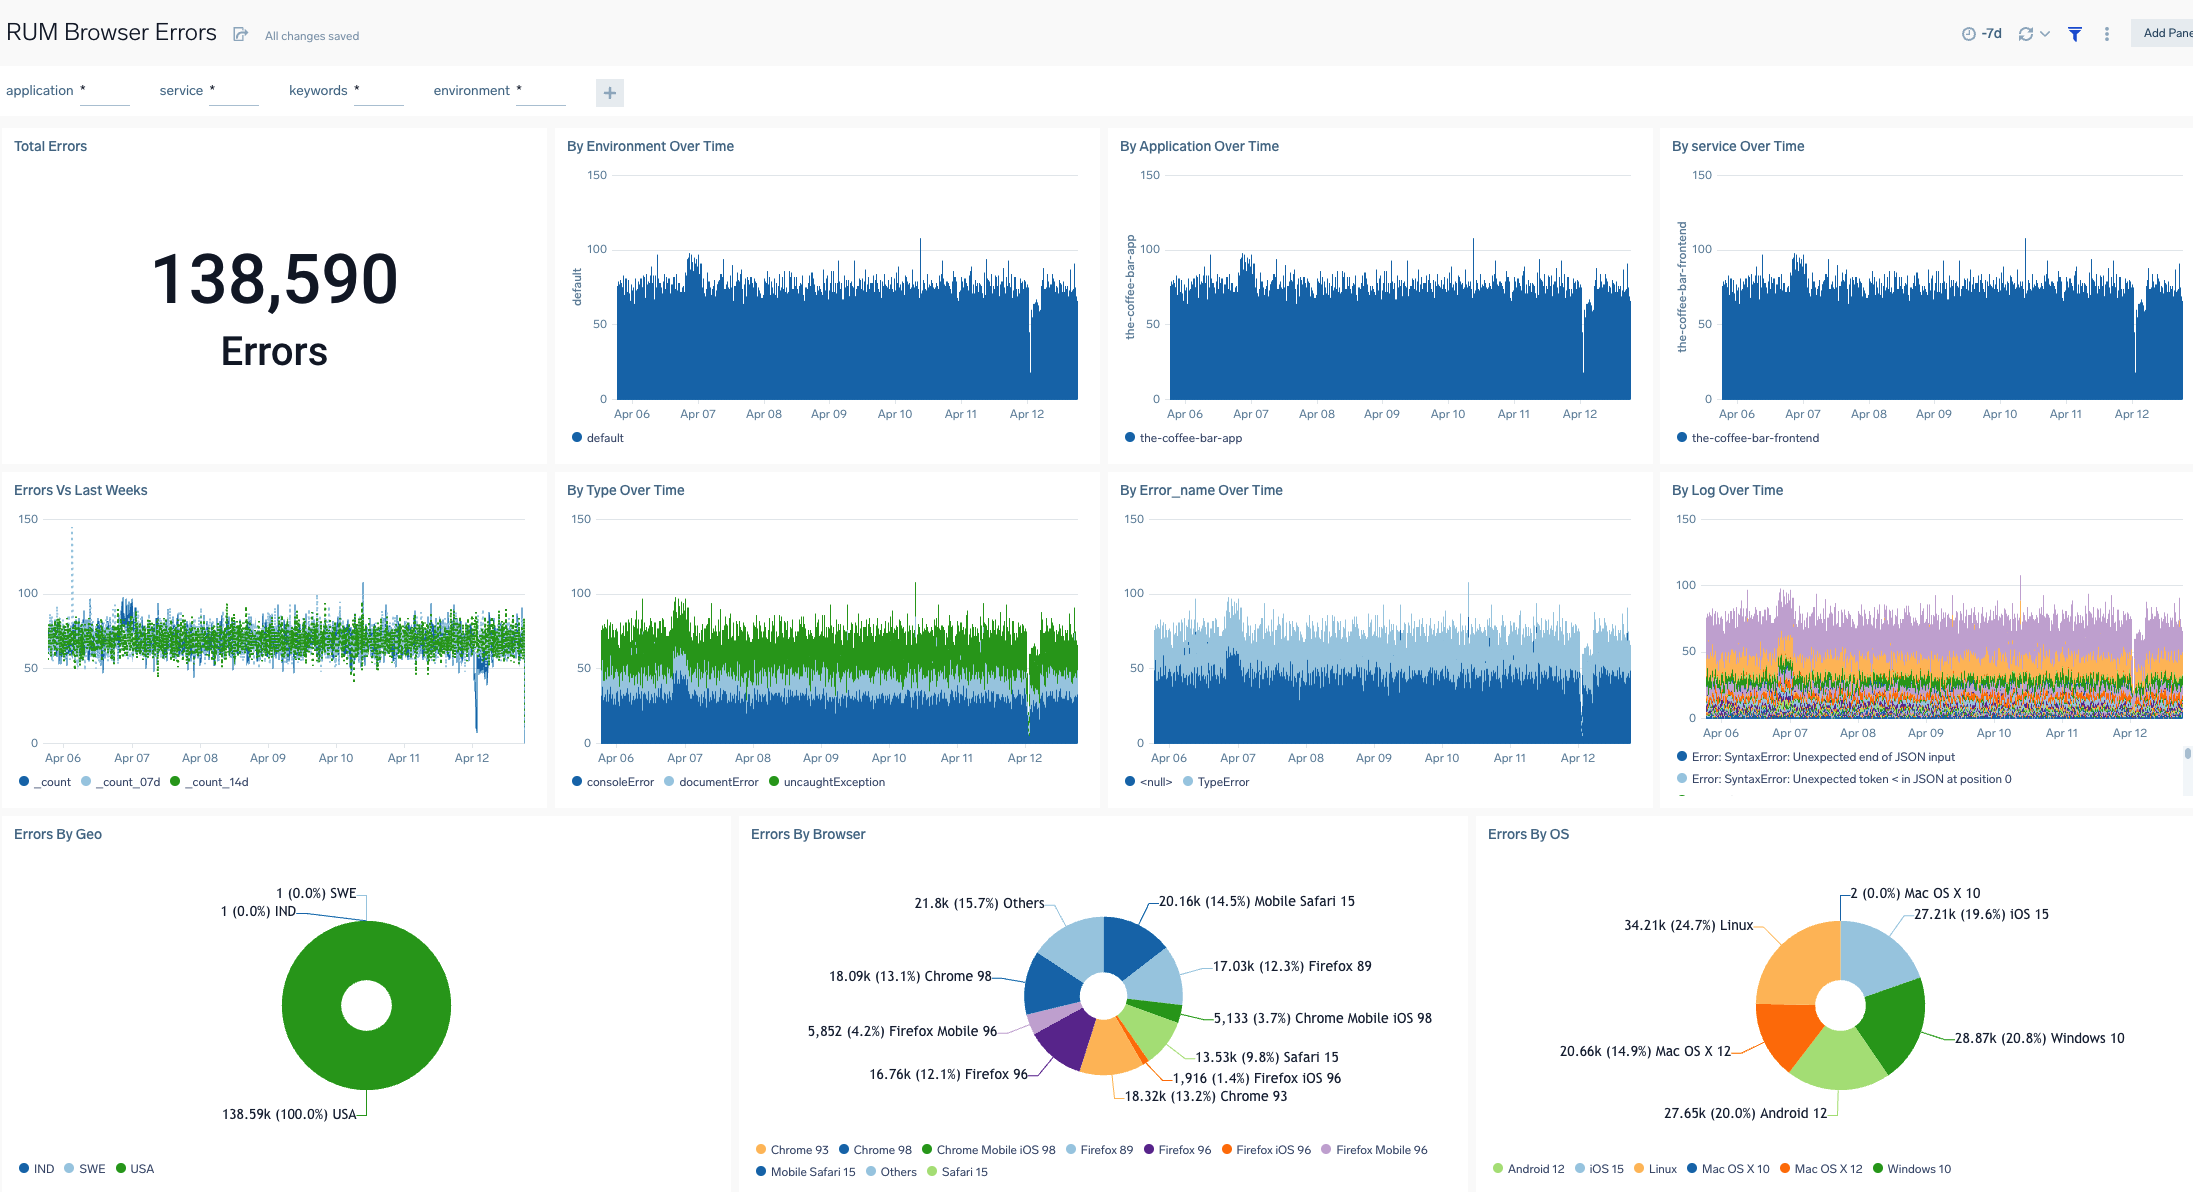 RUM Browser Errors
All changes saved
-7d
Add Pane
application *
service *
keywords *
environment *
Total Errors
138,590
Errors
By Environment Over Time
150
100
50
0
default
Apr 06 Apr 07 Apr 08 Apr 09 Apr 10 Apr 11 Apr 12
default
By Application Over Time
150
100
50
0
the-coffee-bar-app
Apr 06 Apr 07 Apr 08 Apr 09 Apr 10 Apr 11 Apr 12
the-coffee-bar-app
By service Over Time
150
100
50
0
the-coffee-bar-frontend
Apr 06 Apr 07 Apr 08 Apr 09 Apr 10 Apr 11 Apr 12
the-coffee-bar-frontend
Errors Vs Last Weeks
150
100
50
0
Apr 06 Apr 07 Apr 08 Apr 09 Apr 10 Apr 11 Apr 12
_count _count_07d _count_14d
By Type Over Time
150
100
50
0
Apr 06 Apr 07 Apr 08 Apr 09 Apr 10 Apr 11 Apr 12
consoleError documentError uncaughtException
By Error_name Over Time
150
100
50
0
Apr 06 Apr 07 Apr 08 Apr 09 Apr 10 Apr 11 Apr 12
<null> TypeError
By Log Over Time
150
100
50
0
Apr 06 Apr 07 Apr 08 Apr 09 Apr 10 Apr 11 Apr 12
Error: SyntaxError: Unexpected end of JSON input
Error: SyntaxError: Unexpected token < in JSON at position 0
Errors By Geo
1 (0.0%) SWE
1 (0.0%) IND
138.59k (100.0%) USA
IND SWE USA
Errors By Browser
21.8k (15.7%) Others
20.16k (14.5%) Mobile Safari 15
17.03k (12.3%) Firefox 89
18.09k (13.1%) Chrome 98
5,133 (3.7%) Chrome Mobile iOS 98
5,852 (4.2%) Firefox Mobile 96
13.53k (9.8%) Safari 15
16.76k (12.1%) Firefox 96
1,916 (1.4%) Firefox iOS 96
18.32k (13.2%) Chrome 93
Chrome 93 Chrome 98 Chrome Mobile iOS 98 Firefox 89 Firefox 96 Firefox iOS 96 Firefox Mobile 96
Mobile Safari 15 Others Safari 15
Errors By OS
2 (0.0%) Mac OS X 10
27.21k (19.6%) iOS 15
34.21k (24.7%) Linux
28.87k (20.8%) Windows 10
20.66k (14.9%) Mac OS X 12
27.65k (20.0%) Android 12
Android 12 iOS 15 Linux Mac OS X 10 Mac OS X 12 Windows 10